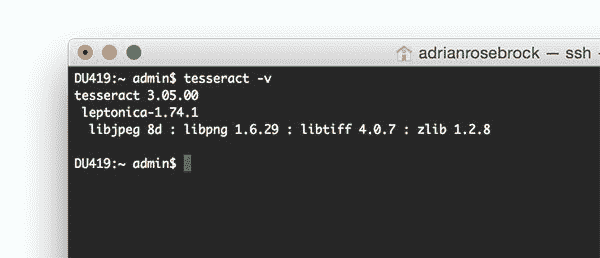 adrianrosebrock — ssh
DU419:~ admin$ tesseract -v
tesseract 3.05.00
 leptonica-1.74.1
  libjpeg 8d : libpng 1.6.29 : libtiff 4.0.7 : zlib 1.2.8
DU419:~ admin$